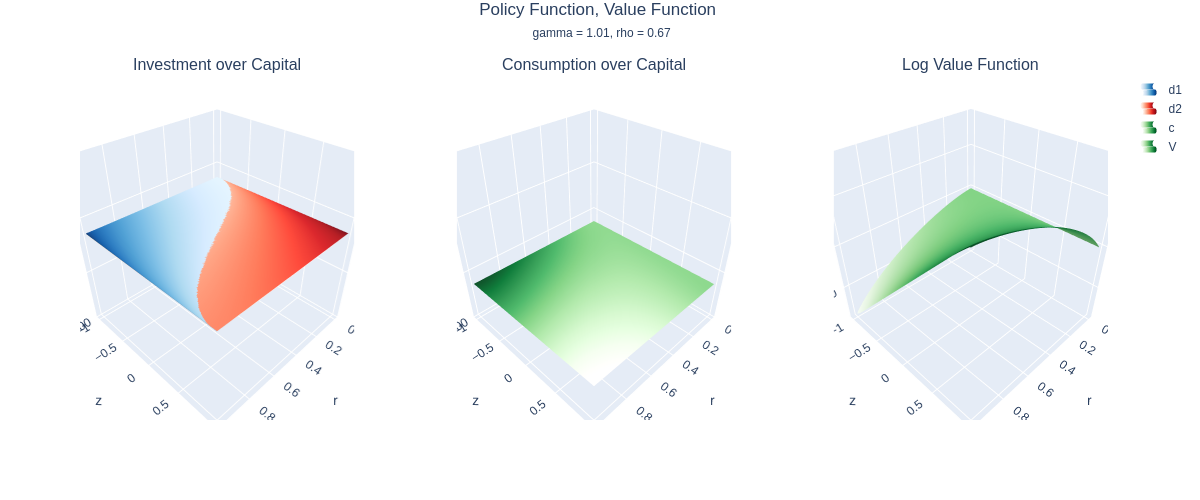 Policy Function, Value Function
gamma = 1.01, rho = 0.67
Investment over Capital
Consumption over Capital
Log Value Function
d1
d2
c
V
−0.5
0
0.5
z
0
0.2
0.4
0.6
0.8
r
−0.5
0
0.5
z
0
0.2
0.4
0.6
0.8
r
−1
−0.5
0
0.5
z
0
0.2
0.4
0.6
0.8
r